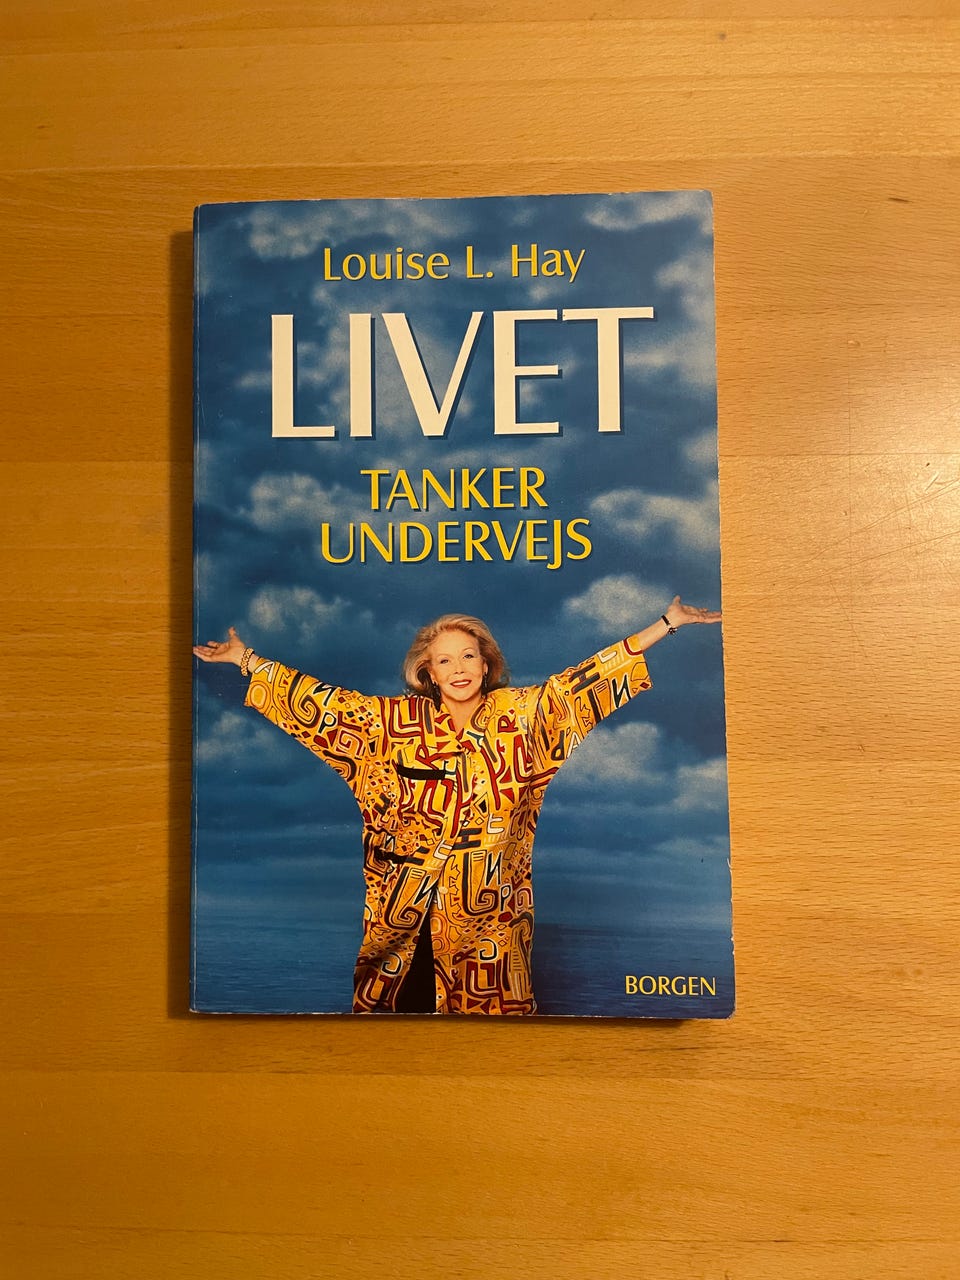 Louise L. Hay
LIVET
TANKER
UNDERVEJS
BORGEN